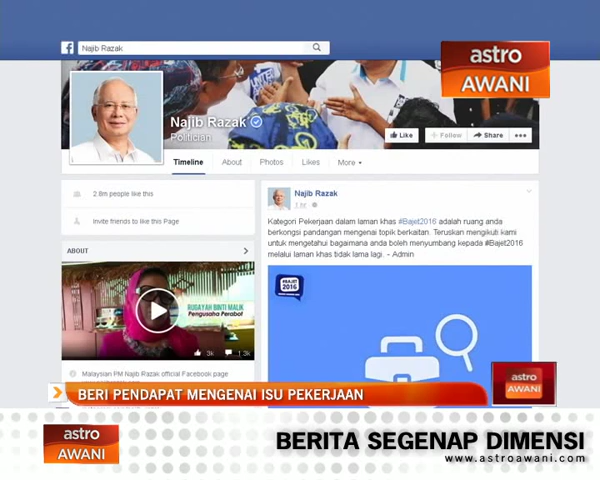 Najib Razak
astro
AWANI
Najib Razak
Politician
Like
Follow
Share
Timeline
About
Photos
Likes
More
2.8m people like this
Invite friends to like this Page
ABOUT
RUGAYAH BINTI MALIK
Pengusaha Perabot
3k
1.3k
Malaysian PM Najib Razak official Facebook page
Najib Razak
1 hr
Kategori Pekerjaan dalam laman khas #Bajet2016 adalah ruang anda
berkongsi pandangan mengenai topik berkaitan. Teruskan mengikuti kami
untuk mengetahui bagaimana anda boleh menyumbang kepada #Bajet2016
melalui laman khas tidak lama lagi. - Admin
#BAJET
2016
BERI PENDAPAT MENGENAI ISU PEKERJAAN
astro
AWANI
astro
AWANI
BERITA SEGENAP DIMENSI
www.astroawani.com